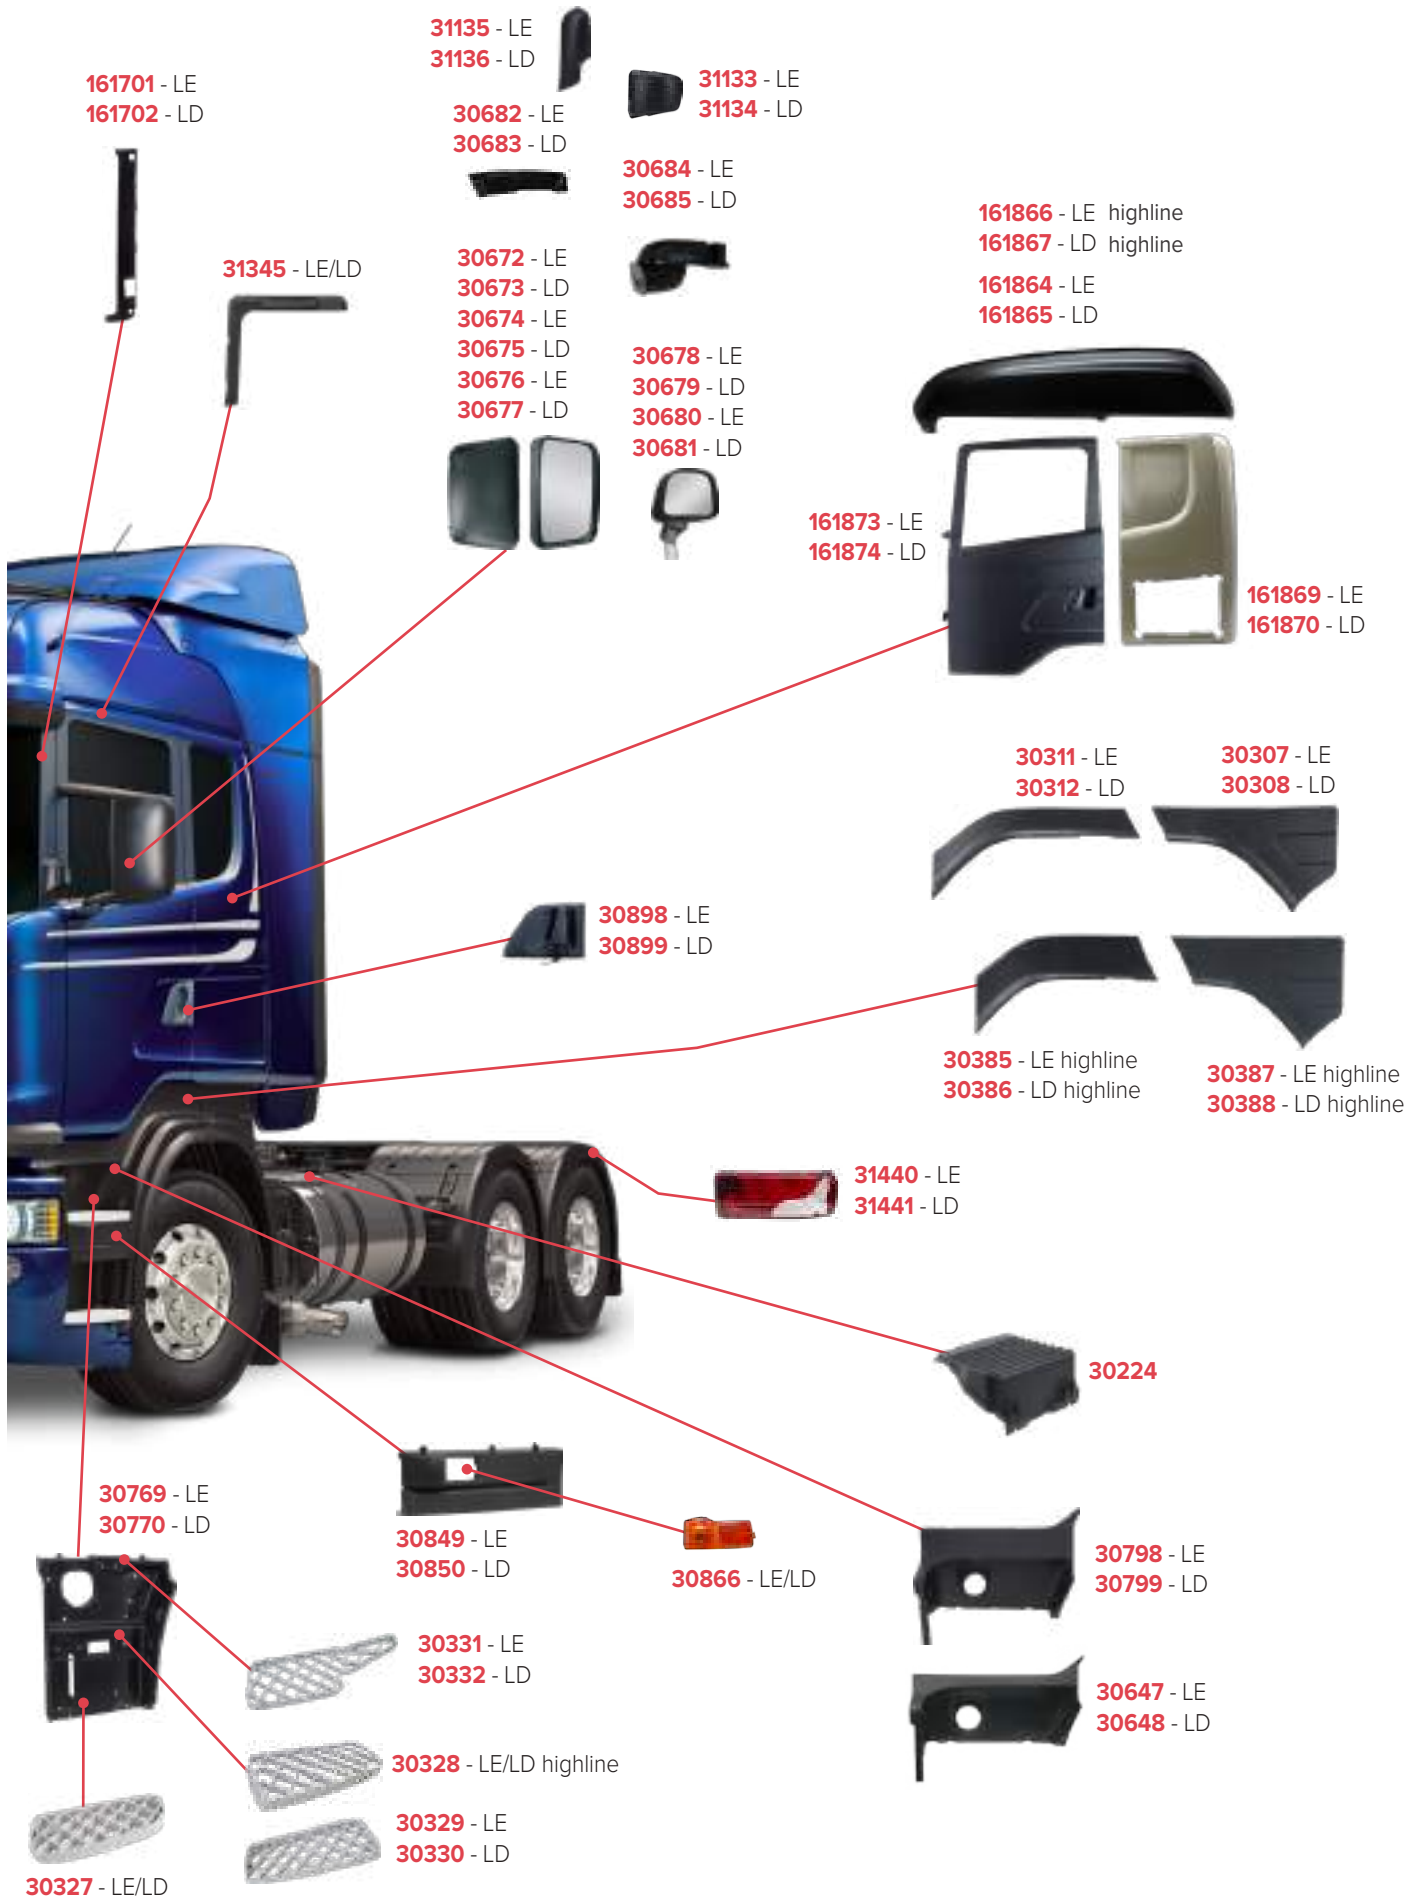 31135 - LE
31136 - LD
161701 - LE
161702 - LD
31133 - LE
31134 - LD
30682 - LE
30683 - LD
30684 - LE
30685 - LD
161866 - LE highline
161867 - LD highline
161864 - LE
161865 - LD
31345 - LE/LD
30672 - LE
30673 - LD
30674 - LE
30675 - LD
30676 - LE
30677 - LD
30678 - LE
30679 - LD
30680 - LE
30681 - LD
161873 - LE
161874 - LD
161869 - LE
161870 - LD
30311 - LE
30312 - LD
30307 - LE
30308 - LD
30898 - LE
30899 - LD
30385 - LE highline
30386 - LD highline
30387 - LE highline
30388 - LD highline
31440 - LE
31441 - LD
30224
30769 - LE
30770 - LD
30849 - LE
30850 - LD
30866 - LE/LD
30798 - LE
30799 - LD
30331 - LE
30332 - LD
30647 - LE
30648 - LD
30328 - LE/LD highline
30329 - LE
30330 - LD
30327 - LE/LD